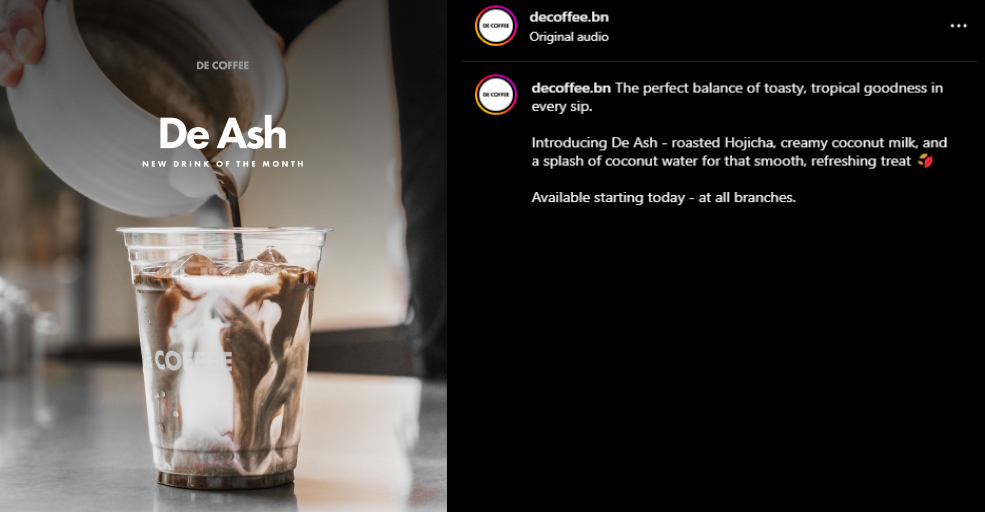 DE COFFEE
De Ash
NEW DRINK OF THE MONTH
COFFEE
DE COFFEE
decoffee.bn
Original audio
DE COFFEE
decoffee.bn The perfect balance of toasty, tropical goodness in
every sip.
Introducing De Ash - roasted Hojicha, creamy coconut milk, and
a splash of coconut water for that smooth, refreshing treat 🍂
Available starting today - at all branches.